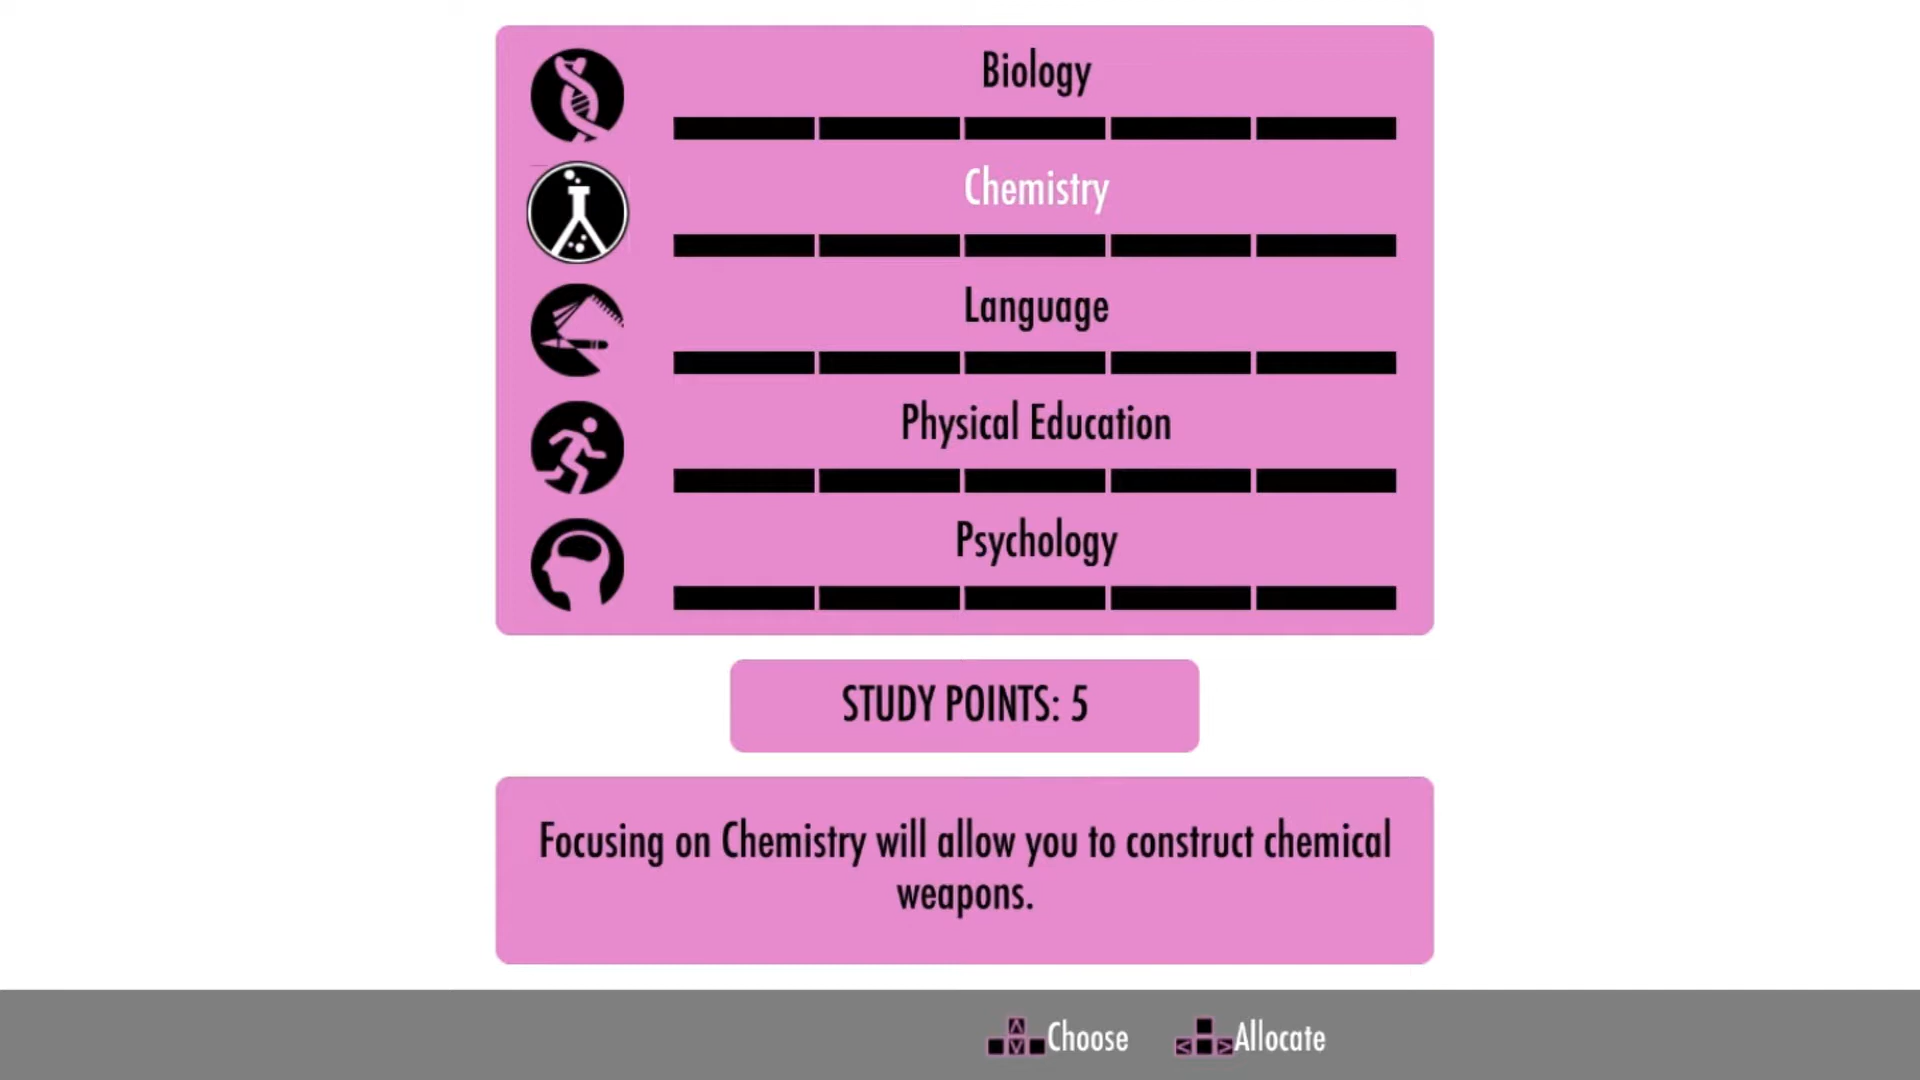 Biology
Chemistry
Language
Physical Education
Psychology
STUDY POINTS: 5
Focusing on Chemistry will allow you to construct chemical
weapons.
Choose Allocate